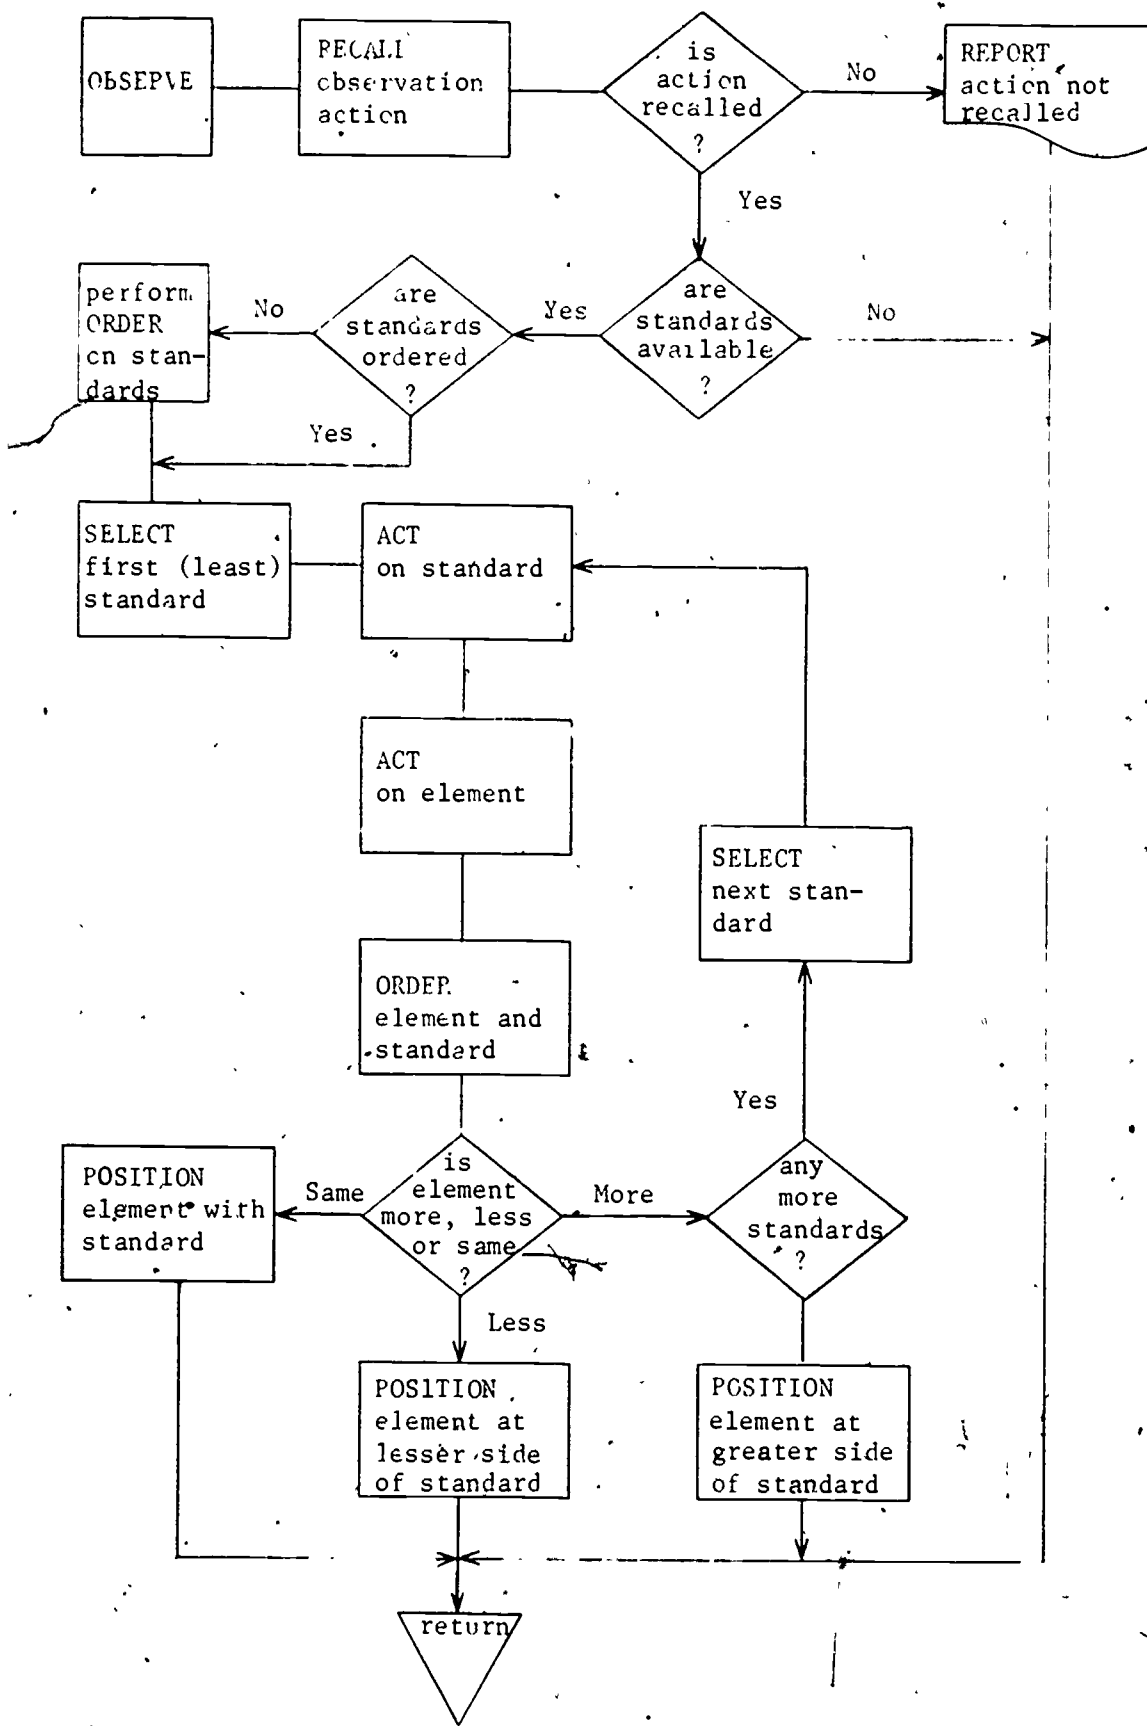 OBSERVE
RECALL
observation
action
is
action
recalled
?
No
REPORT
action not
recalled
Yes
perform
ORDER
on stan-
dards
No
are
standards
ordered
?
Yes
are
standards
available
?
No
Yes
SELECT
first (least)
standard
ACT
on standard
ACT
on element
SELECT
next stan-
dard
ORDER
element and
standard
Yes
POSITION
element with
standard
Same
is
element
more, less
or same
?
More
any
more
standards
?
Less
POSITION
element at
lesser side
of standard
POSITION
element at
greater side
of standard
return